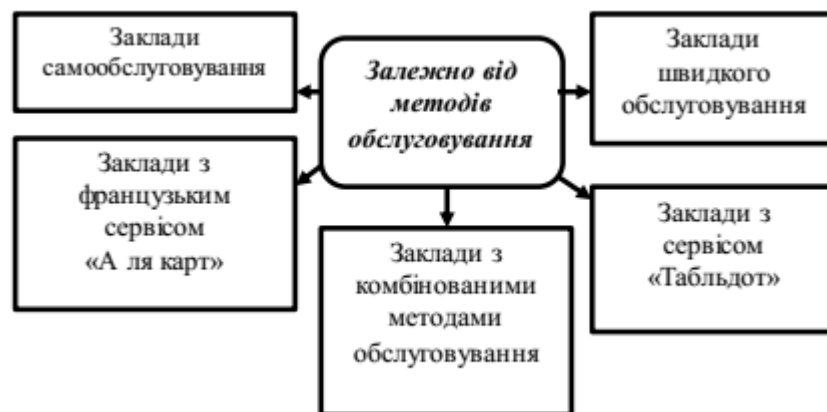 Заклади
самообслуговування
Залежно від
методів
обслуговування
Заклади
швидкого
обслуговування
Заклади з
французьким
сервісом
«А ля карт»
Заклади з
комбінованими
методами
обслуговування
Заклади з
сервісом
«Табльдот»